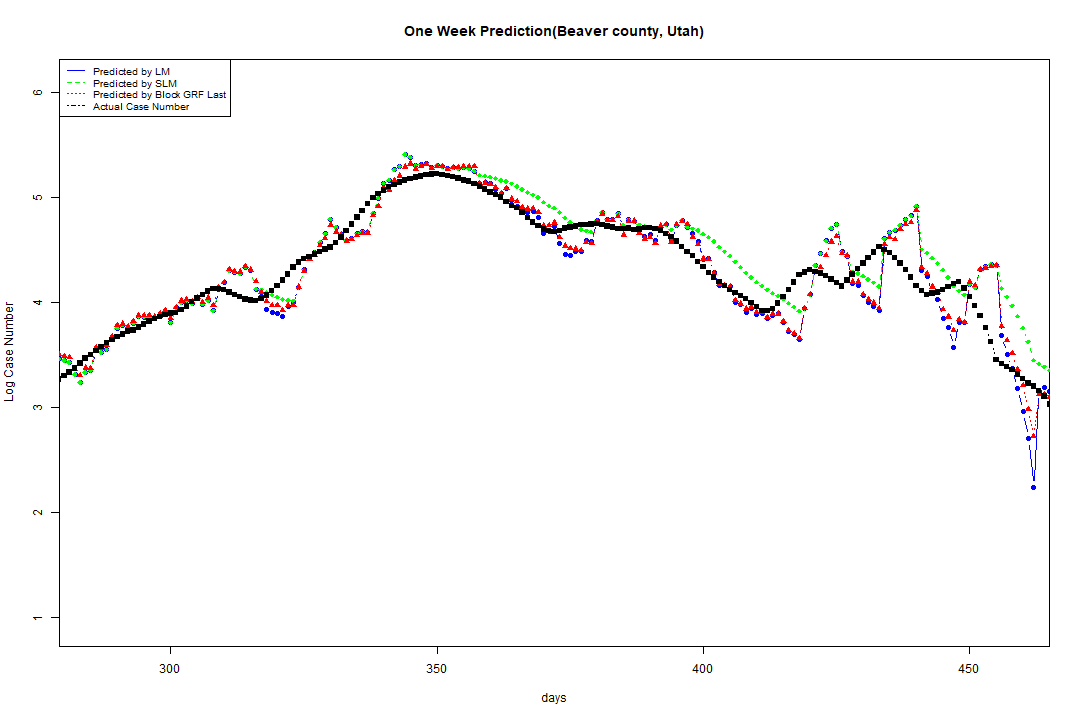 One Week Prediction(Beaver county, Utah)
Predicted by LM
Predicted by SLM
Predicted by Block GRF Last
Actual Case Number
6
5
4
3
2
1
Log Case Number
300
350
400
450
days